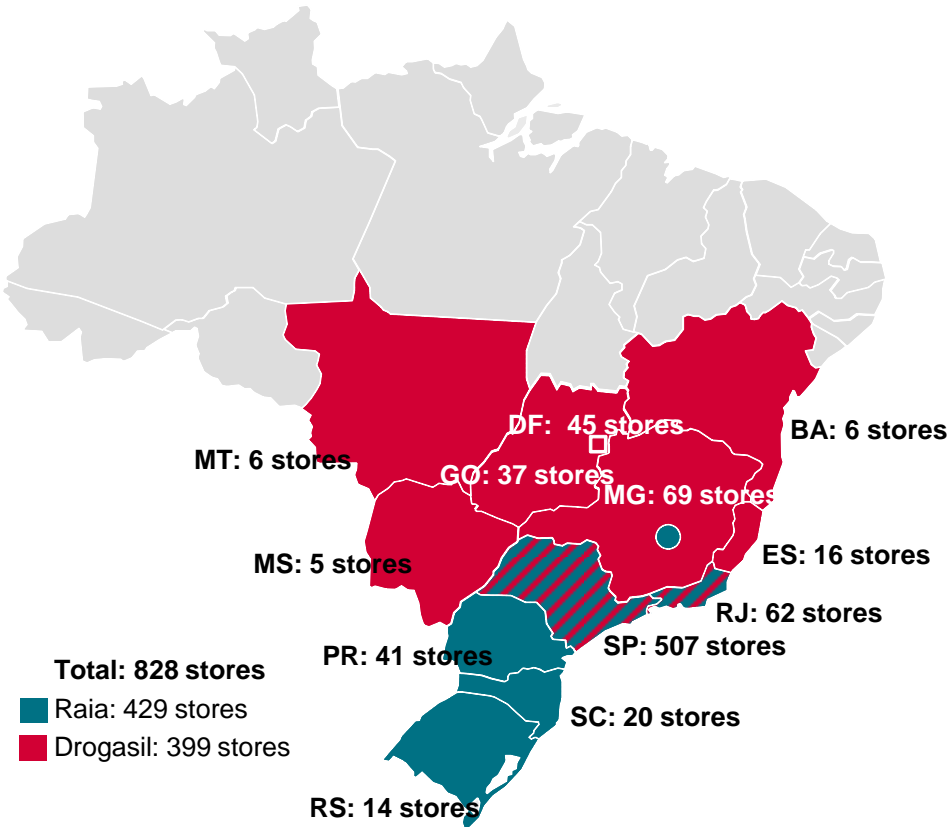 DF: 45 stores
BA: 6 stores
MT: 6 stores
GO: 37 stores
MG: 69 stores
ES: 16 stores
MS: 5 stores
RJ: 62 stores
SP: 507 stores
PR: 41 stores
Total: 828 stores
Raia: 429 stores
SC: 20 stores
Drogasil: 399 stores
RS: 14 stores